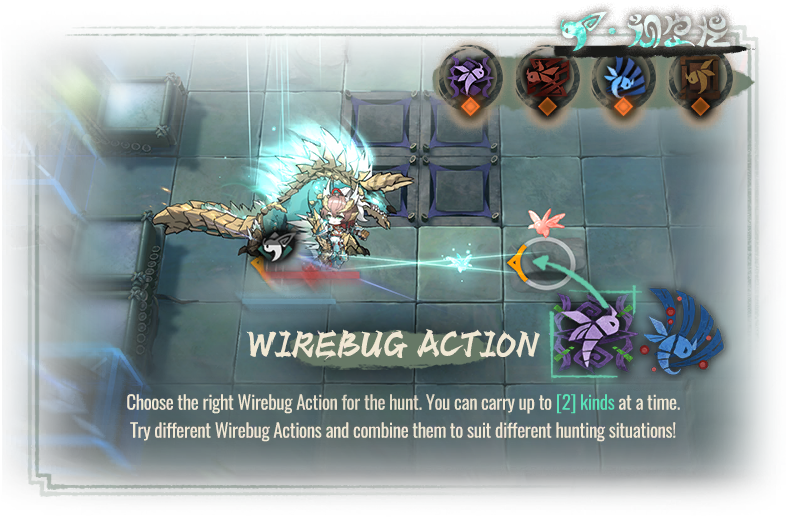 WIREBUG ACTION
Choose the right Wirebug Action for the hunt. You can carry up to [2] kinds at a time.
Try different Wirebug Actions and combine them to suit different hunting situations!